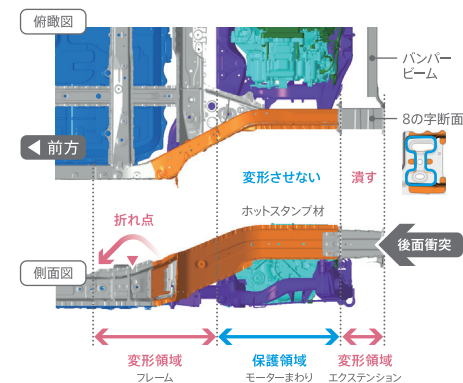 俯瞰図
バンパー
ビーム
8の字断面
前方
変形させない
潰す
ホットスタンプ材
折れ点
後面衝突
側面図
変形領域
フレーム
保護領域
モーターまわり
変形領域
エクステンション